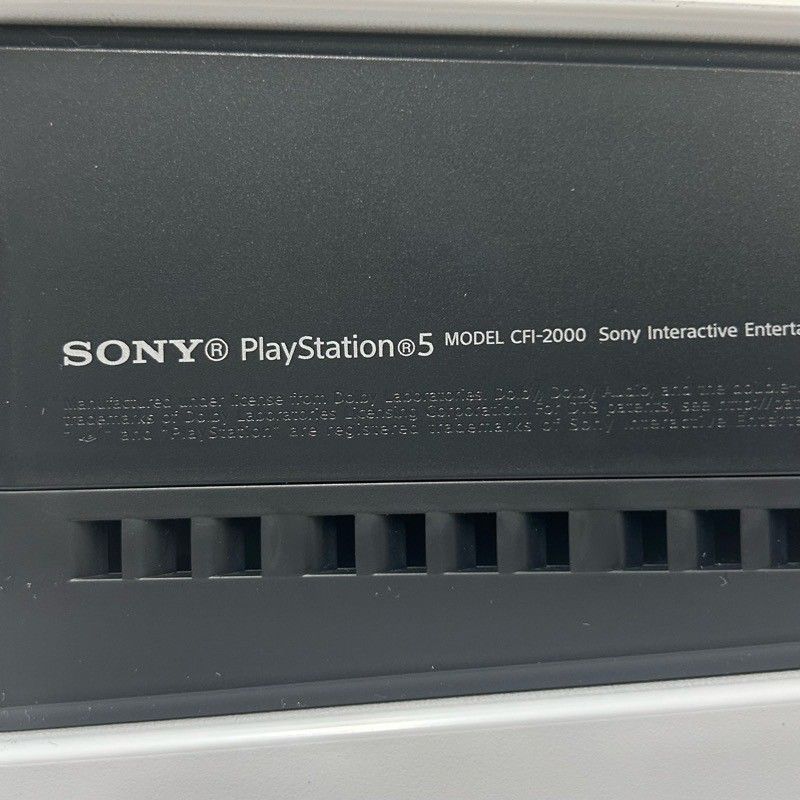 SONY® PlayStation®5 MODEL CFI-2000 Sony Interactive Enterta
Manufactured under license from Dolby Laboratories. Dolby, Dolby Audio, and the double-
trademarks of Dolby Laboratories Licensing Corporation. For DTS patents, see http://pat
" " and "PlayStation" are registered trademarks of Sony Interactive Enterta